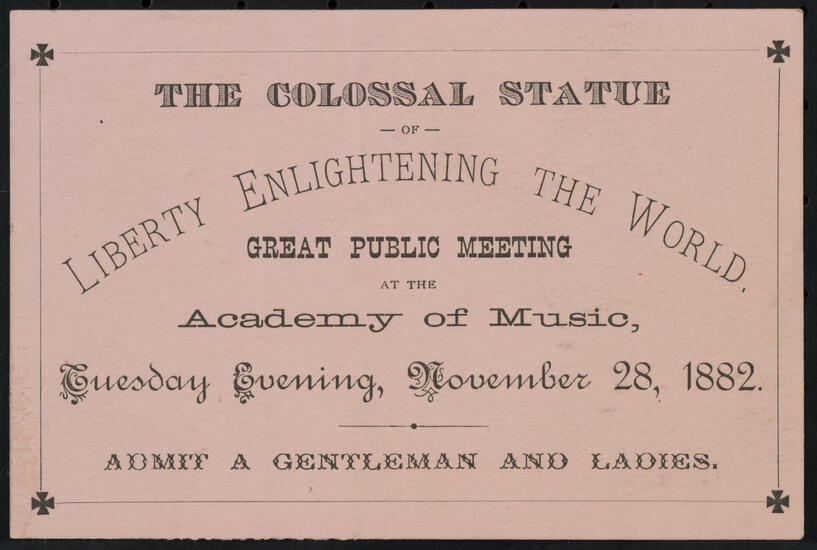 THE COLOSSAL STATUE
— OF —
LIBERTY ENLIGHTENING THE WORLD.
GREAT PUBLIC MEETING
AT THE
Academy of Music,
Tuesday Evening, November 28, 1882.
ADMIT A GENTLEMAN AND LADIES.